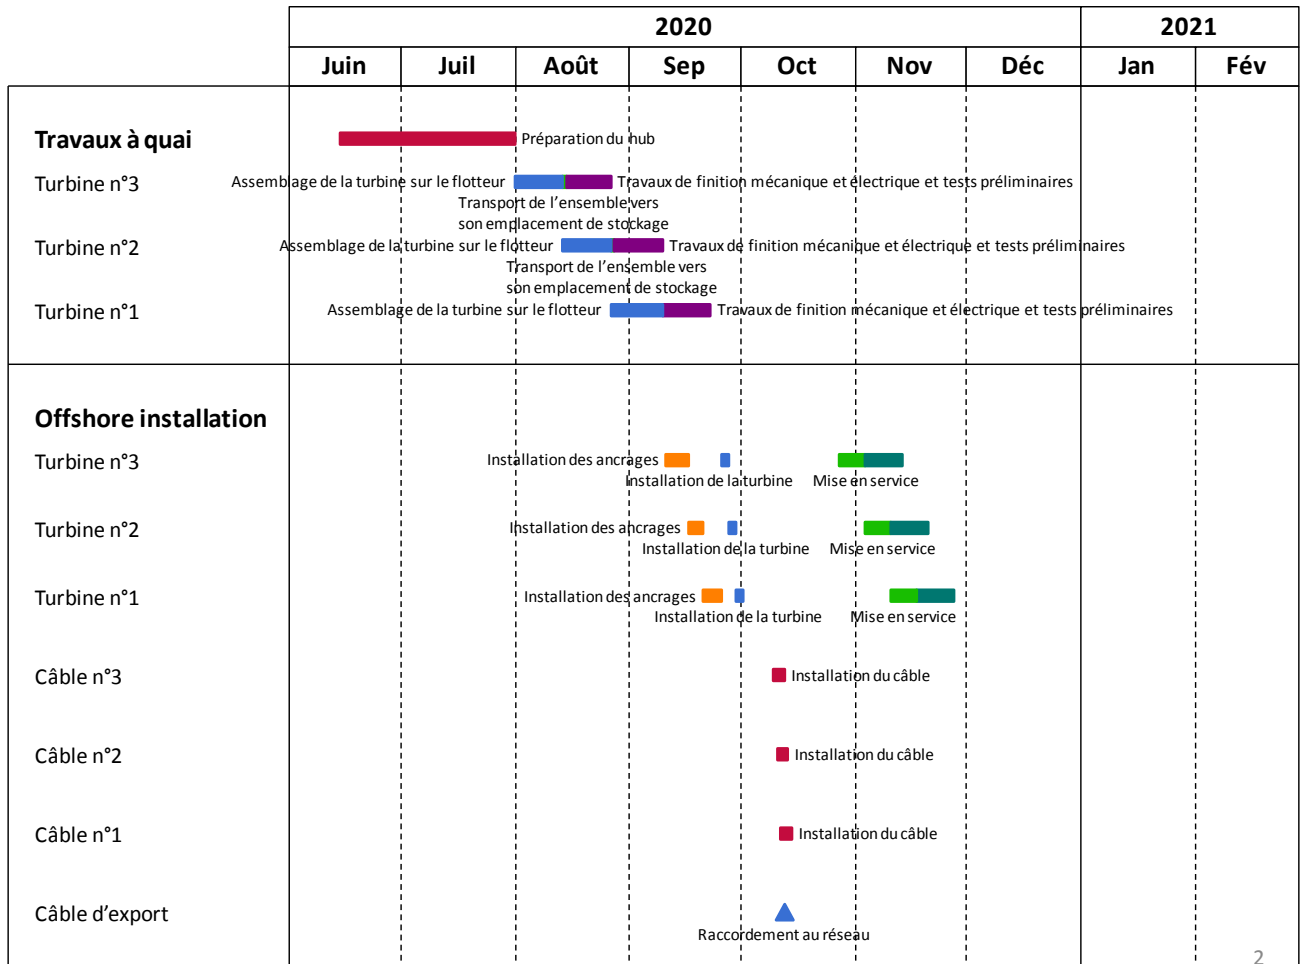 2020 2021
Juin Juil Août Sep Oct Nov Déc Jan Fév
Travaux à quai
Préparation du hub
Turbine n°3
Assemblage de la turbine sur le flotteur
Travaux de finition mécanique et électrique et tests préliminaires
Transport de l'ensemble vers
son emplacement de stockage
Turbine n°2
Assemblage de la turbine sur le flotteur
Travaux de finition mécanique et électrique et tests préliminaires
Transport de l'ensemble vers
son emplacement de stockage
Turbine n°1
Assemblage de la turbine sur le flotteur
Travaux de finition mécanique et électrique et tests préliminaires
Offshore installation
Turbine n°3
Installation des ancrages
Installation de la turbine
Mise en service
Turbine n°2
Installation des ancrages
Installation de la turbine
Mise en service
Turbine n°1
Installation des ancrages
Installation de la turbine
Mise en service
Câble n°3
Installation du câble
Câble n°2
Installation du câble
Câble n°1
Installation du câble
Câble d'export
Raccordement au réseau
2